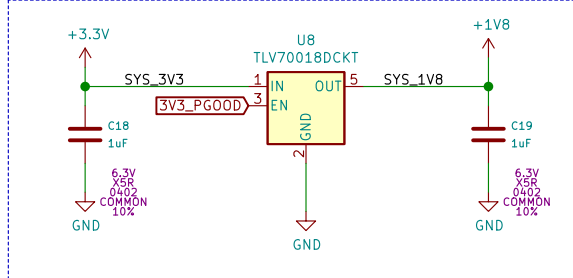 +3.3V
U8
TLV70018DCKT
+1V8
SYS_3V3
1 IN
OUT 5
SYS_1V8
3V3_PGOOD
3 EN
GND
2
C18
1uF
6.3V
X5R
0402
COMMON
10%
GND
C19
1uF
6.3V
X5R
0402
COMMON
10%
GND
GND